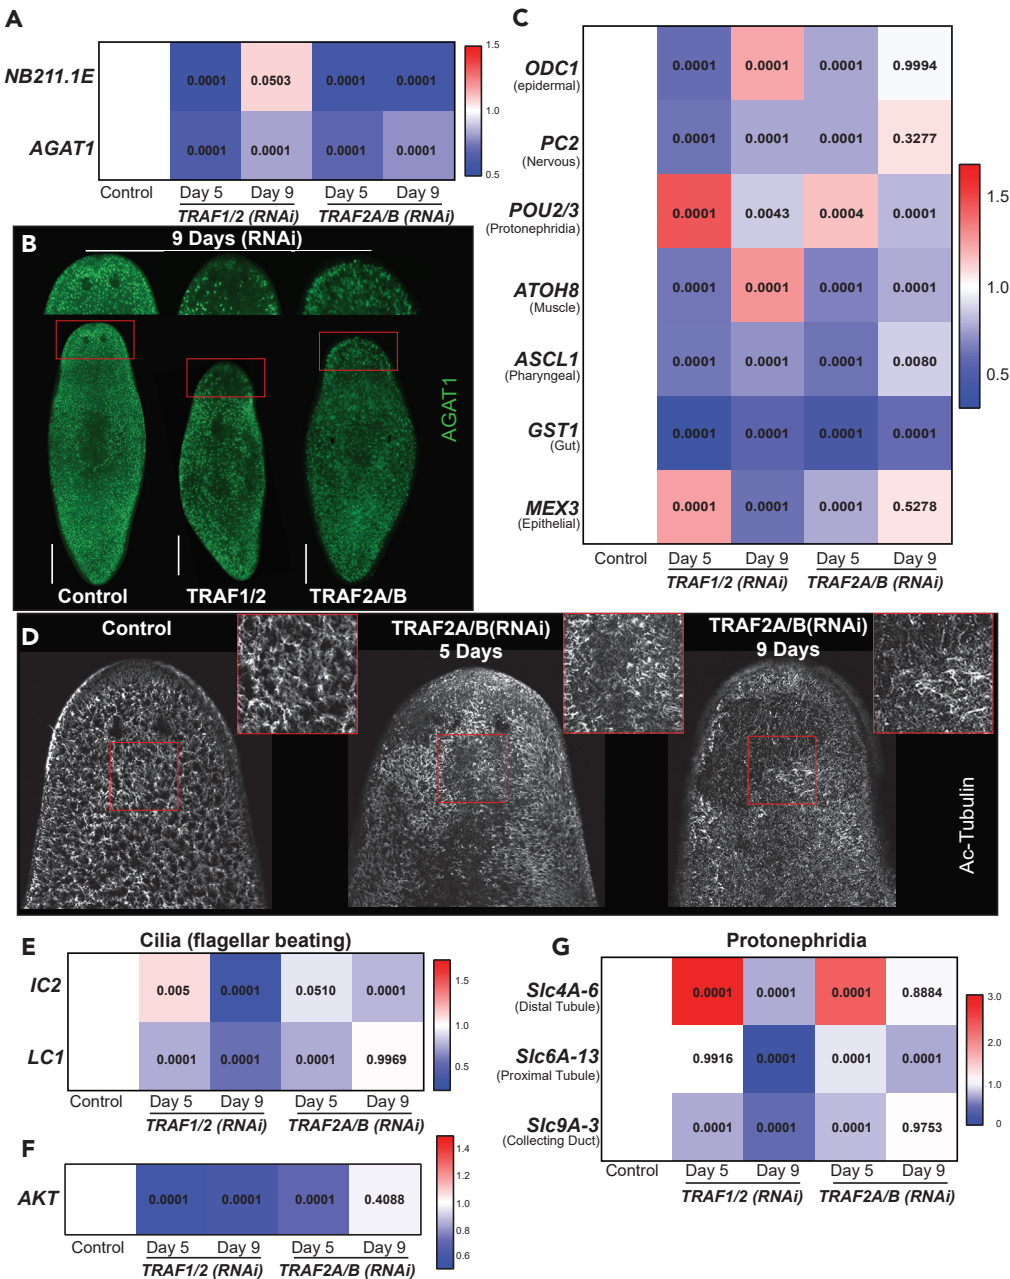 A
NB211.1E
0.0001
0.0503
0.0001
0.0001
AGAT1
0.0001
0.0001
0.0001
0.0001
1.5
1.0
0.5
Control
Day 5
Day 9
Day 5
Day 9
TRAF1/2 (RNAi)
TRAF2A/B (RNAi)
B
9 Days (RNAi)
AGAT1
Control
TRAF1/2
TRAF2A/B
C
ODC1
(epidermal)
0.0001
0.0001
0.0001
0.9994
PC2
(Nervous)
0.0001
0.0001
0.0001
0.3277
POU2/3
(Protonephridia)
0.0001
0.0043
0.0004
0.0001
ATOH8
(Muscle)
0.0001
0.0001
0.0001
0.0001
ASCL1
(Pharyngeal)
0.0001
0.0001
0.0001
0.0080
GST1
(Gut)
0.0001
0.0001
0.0001
0.0001
MEX3
(Epithelial)
0.0001
0.0001
0.0001
0.5278
1.5
1.0
0.5
Control
Day 5
Day 9
Day 5
Day 9
TRAF1/2 (RNAi)
TRAF2A/B (RNAi)
D
Control
TRAF2A/B(RNAi)
5 Days
TRAF2A/B(RNAi)
9 Days
Ac-Tubulin
E
Cilia (flagellar beating)
IC2
0.005
0.0001
0.0510
0.0001
LC1
0.0001
0.0001
0.0001
0.9969
1.5
1.0
0.5
Control
Day 5
Day 9
Day 5
Day 9
TRAF1/2 (RNAi)
TRAF2A/B (RNAi)
F
AKT
0.0001
0.0001
0.0001
0.4088
1.4
1.2
1.0
0.8
0.6
Control
Day 5
Day 9
Day 5
Day 9
TRAF1/2 (RNAi)
TRAF2A/B (RNAi)
G
Protonephridia
Slc4A-6
(Distal Tubule)
0.0001
0.0001
0.0001
0.8884
Slc6A-13
(Proximal Tubule)
0.9916
0.0001
0.0001
0.0001
Slc9A-3
(Collecting Duct)
0.0001
0.0001
0.0001
0.9753
3.0
2.0
1.0
0
Control
Day 5
Day 9
Day 5
Day 9
TRAF1/2 (RNAi)
TRAF2A/B (RNAi)